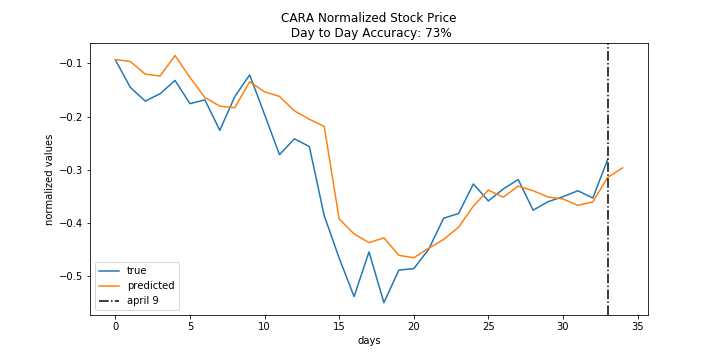 CARA Normalized Stock Price
Day to Day Accuracy: 73%
normalized values
−0.1
−0.2
−0.3
−0.4
−0.5
true
predicted
april 9
0 5 10 15 20 25 30 35
days